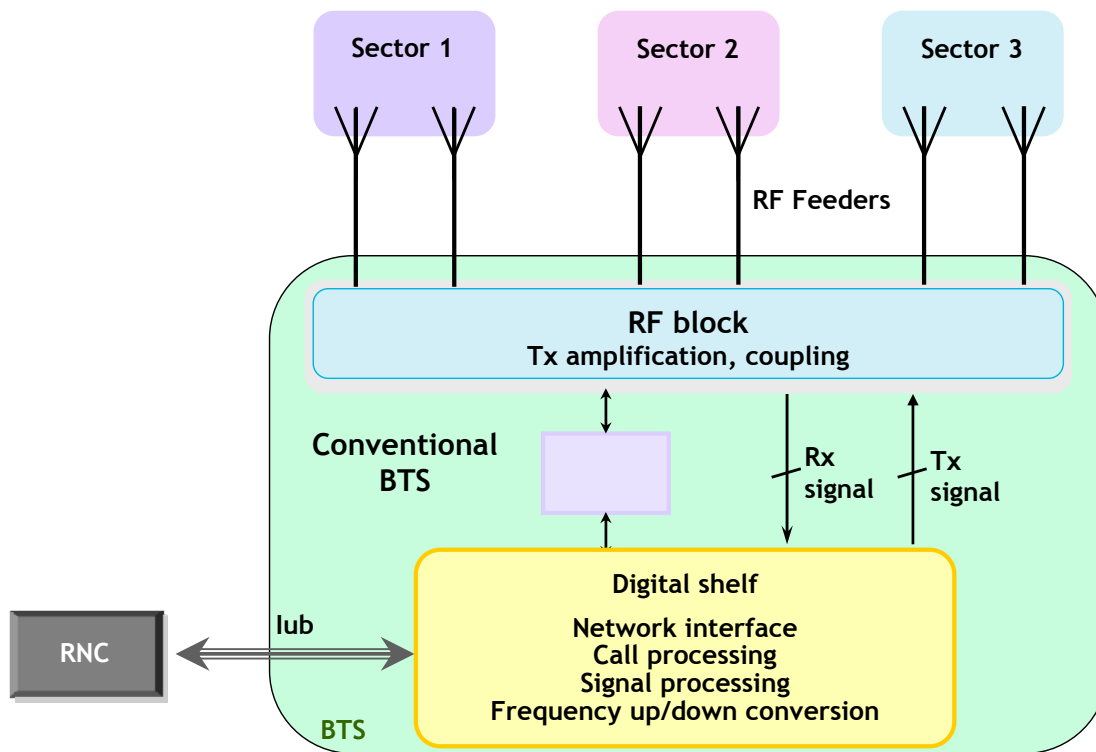 Sector 1
Sector 2
Sector 3
RF Feeders
RF block
Tx amplification, coupling
Conventional
BTS
Rx
signal
Tx
signal
Digital shelf
Network interface
Call processing
Signal processing
Frequency up/down conversion
Iub
RNC
BTS